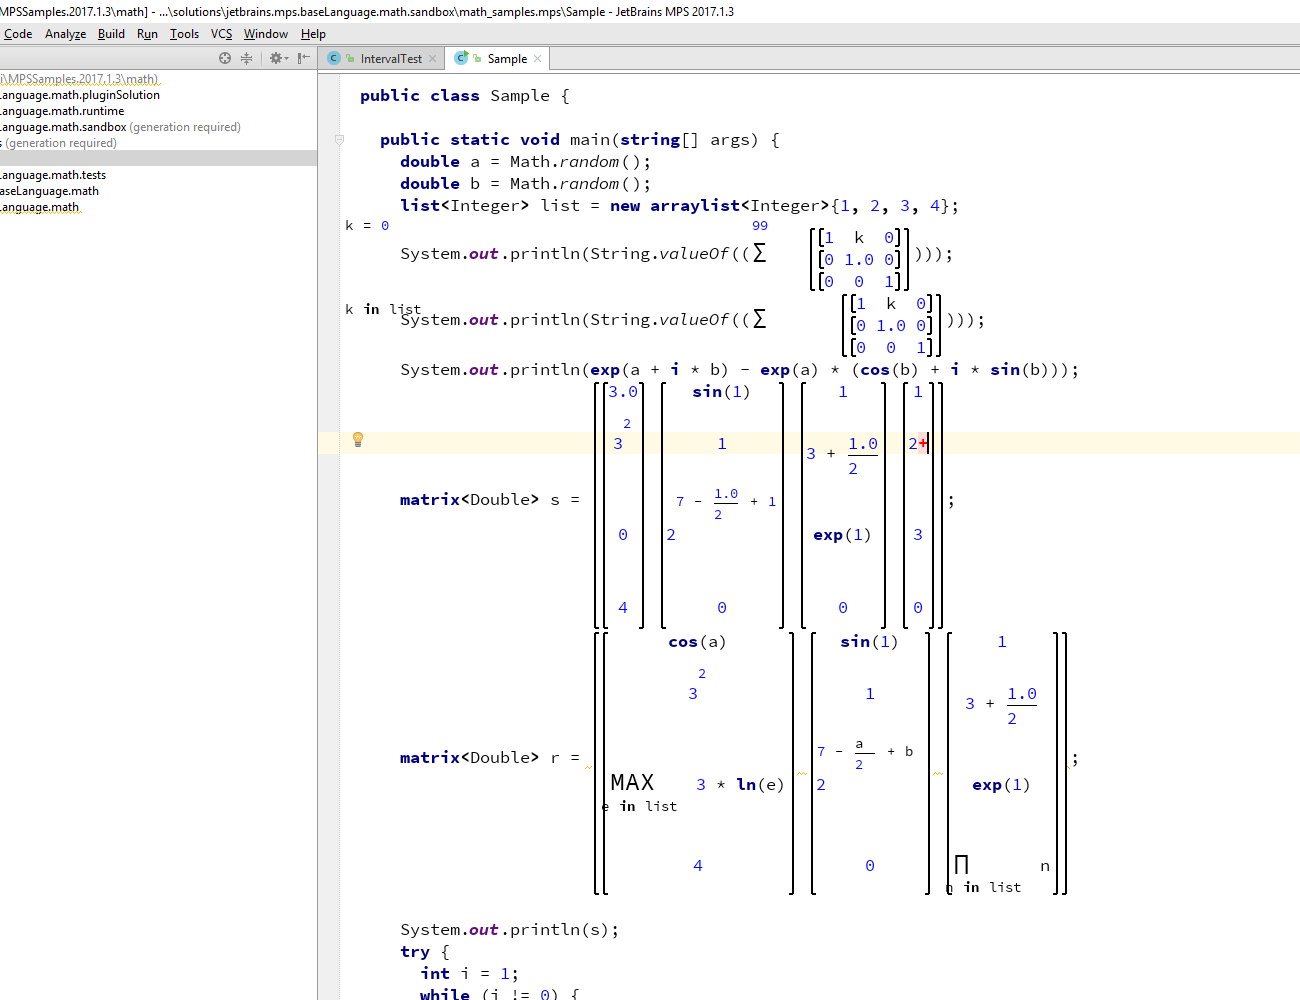 MPSSamples.2017.1.3\math] - ...\solutions\jetbrains.mps.baseLanguage.math.sandbox\math_samples.mps\Sample - JetBrains MPS 2017.1.3
Code Analyze Build Run Tools VCS Window Help
IntervalTest Sample
i\MPSSamples.2017.1.3\math)
Language.math.pluginSolution
Language.math.runtime
Language.math.sandbox (generation required)
s (generation required)
Language.math.tests
aseLanguage.math
Language.math
public class Sample {
public static void main(string[] args) {
double a = Math.random();
double b = Math.random();
list<Integer> list = new arraylist<Integer>{1, 2, 3, 4};
k = 0 99
[[1 k 0]]
System.out.println(String.valueOf((∑ [0 1.0 0] )));
[[0 0 1]]
k in list
[[1 k 0]]
System.out.println(String.valueOf((∑ [0 1.0 0] )));
[[0 0 1]]
System.out.println(exp(a + i * b) - exp(a) * (cos(b) + i * sin(b)));
3.0 sin(1) 1 1
2
3 1 3 + 1.0 2+
2
7 - 1.0 + 1
2
matrix<Double> s = ;
0 2 exp(1) 3
4 0 0 0
cos(a) sin(1) 1
2
3 1 3 + 1.0
2
7 - a + b
2
matrix<Double> r = ;
MAX 3 * ln(e) 2 exp(1)
e in list
4 0 ∏ n
n in list
System.out.println(s);
try {
int i = 1;
while (i != 0) {